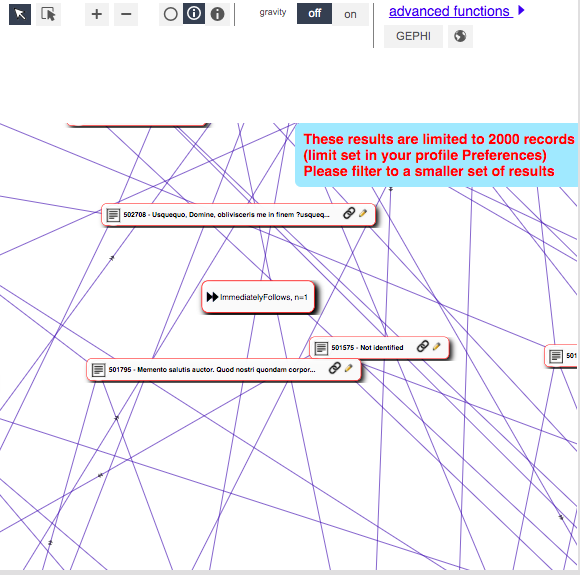 gravity off on advanced functions
GEPHI
These results are limited to 2000 records
(limit set in your profile Preferences)
Please filter to a smaller set of results
502708 - Usquequo, Domine, oblivisceris me in finem ?usqueq...
ImmediatelyFollows, n=1
501575 - Not identified
501
501795 - Memento salutis auctor. Quod nostri quondam corpor...